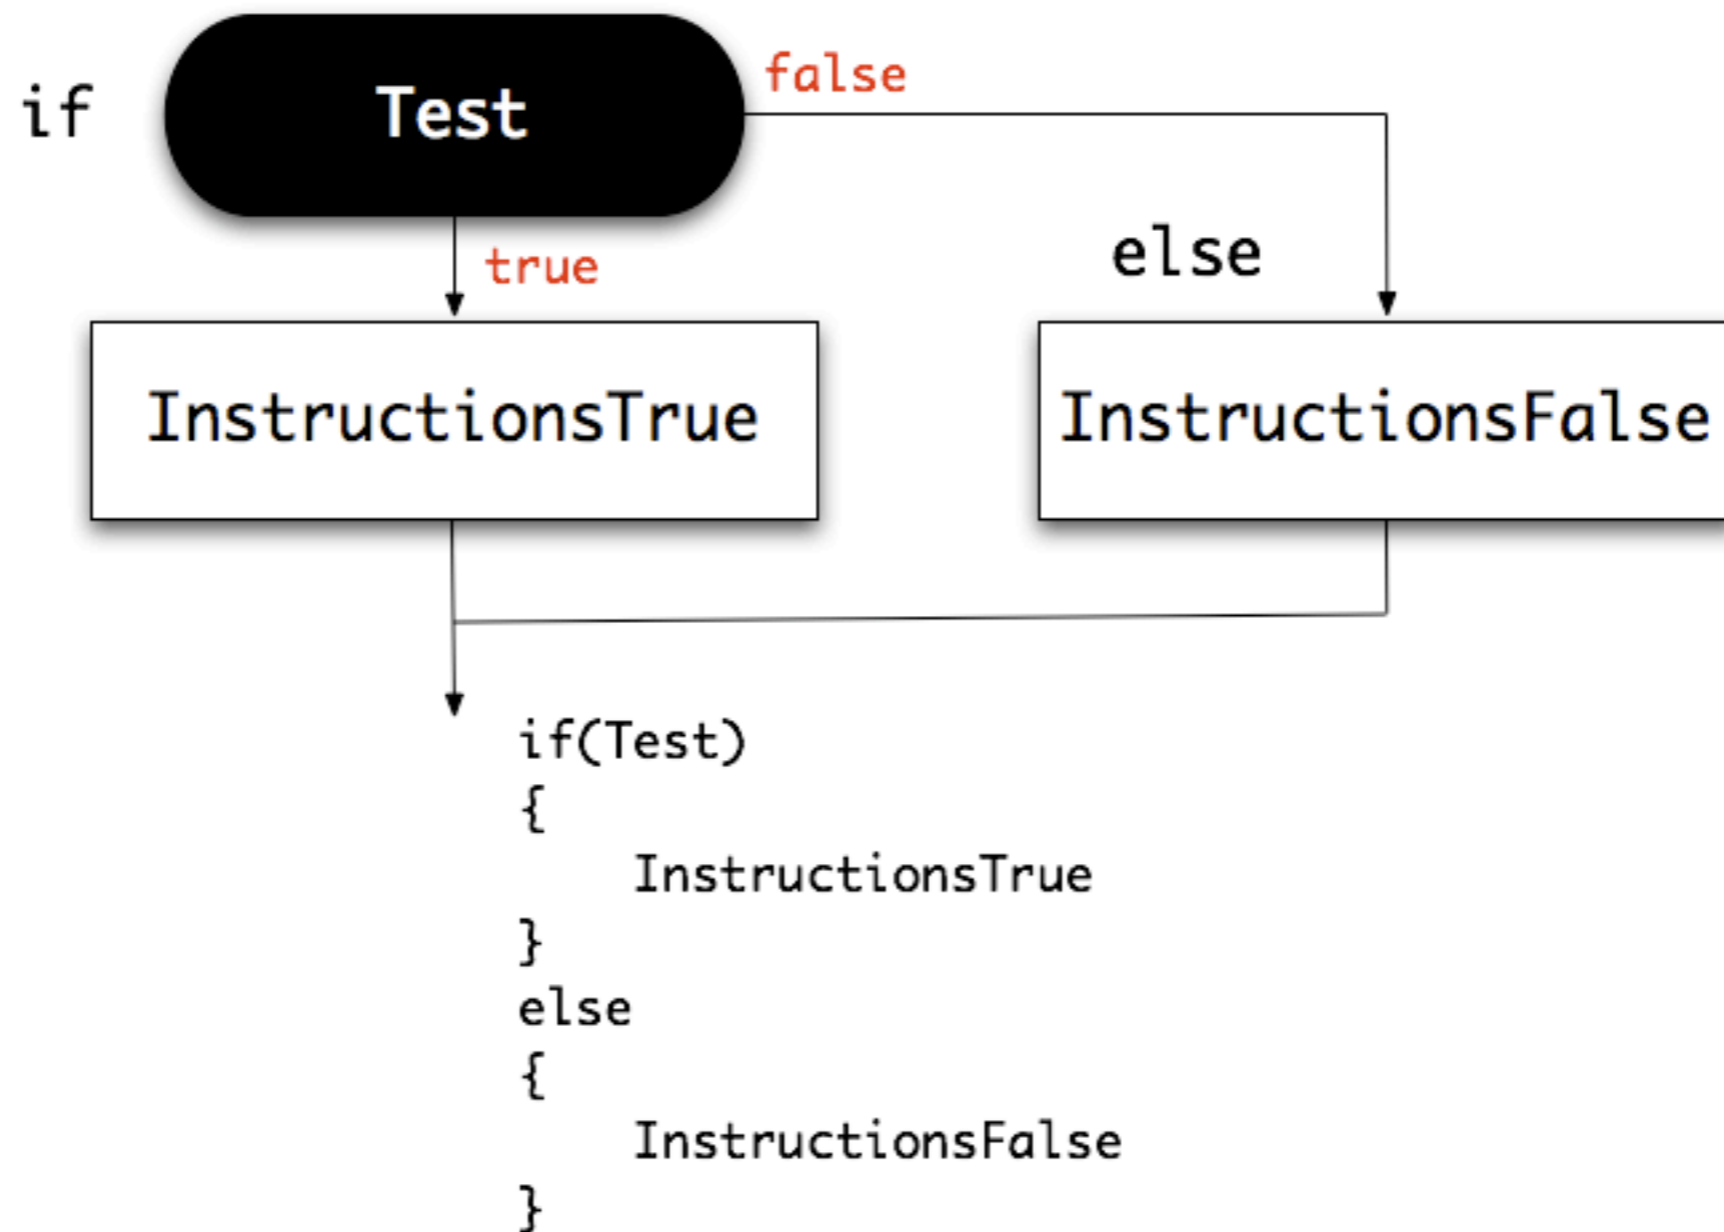 if
Test
false
true
else
InstructionsTrue
InstructionsFalse
if(Test)
{
InstructionsTrue
}
else
{
InstructionsFalse
}